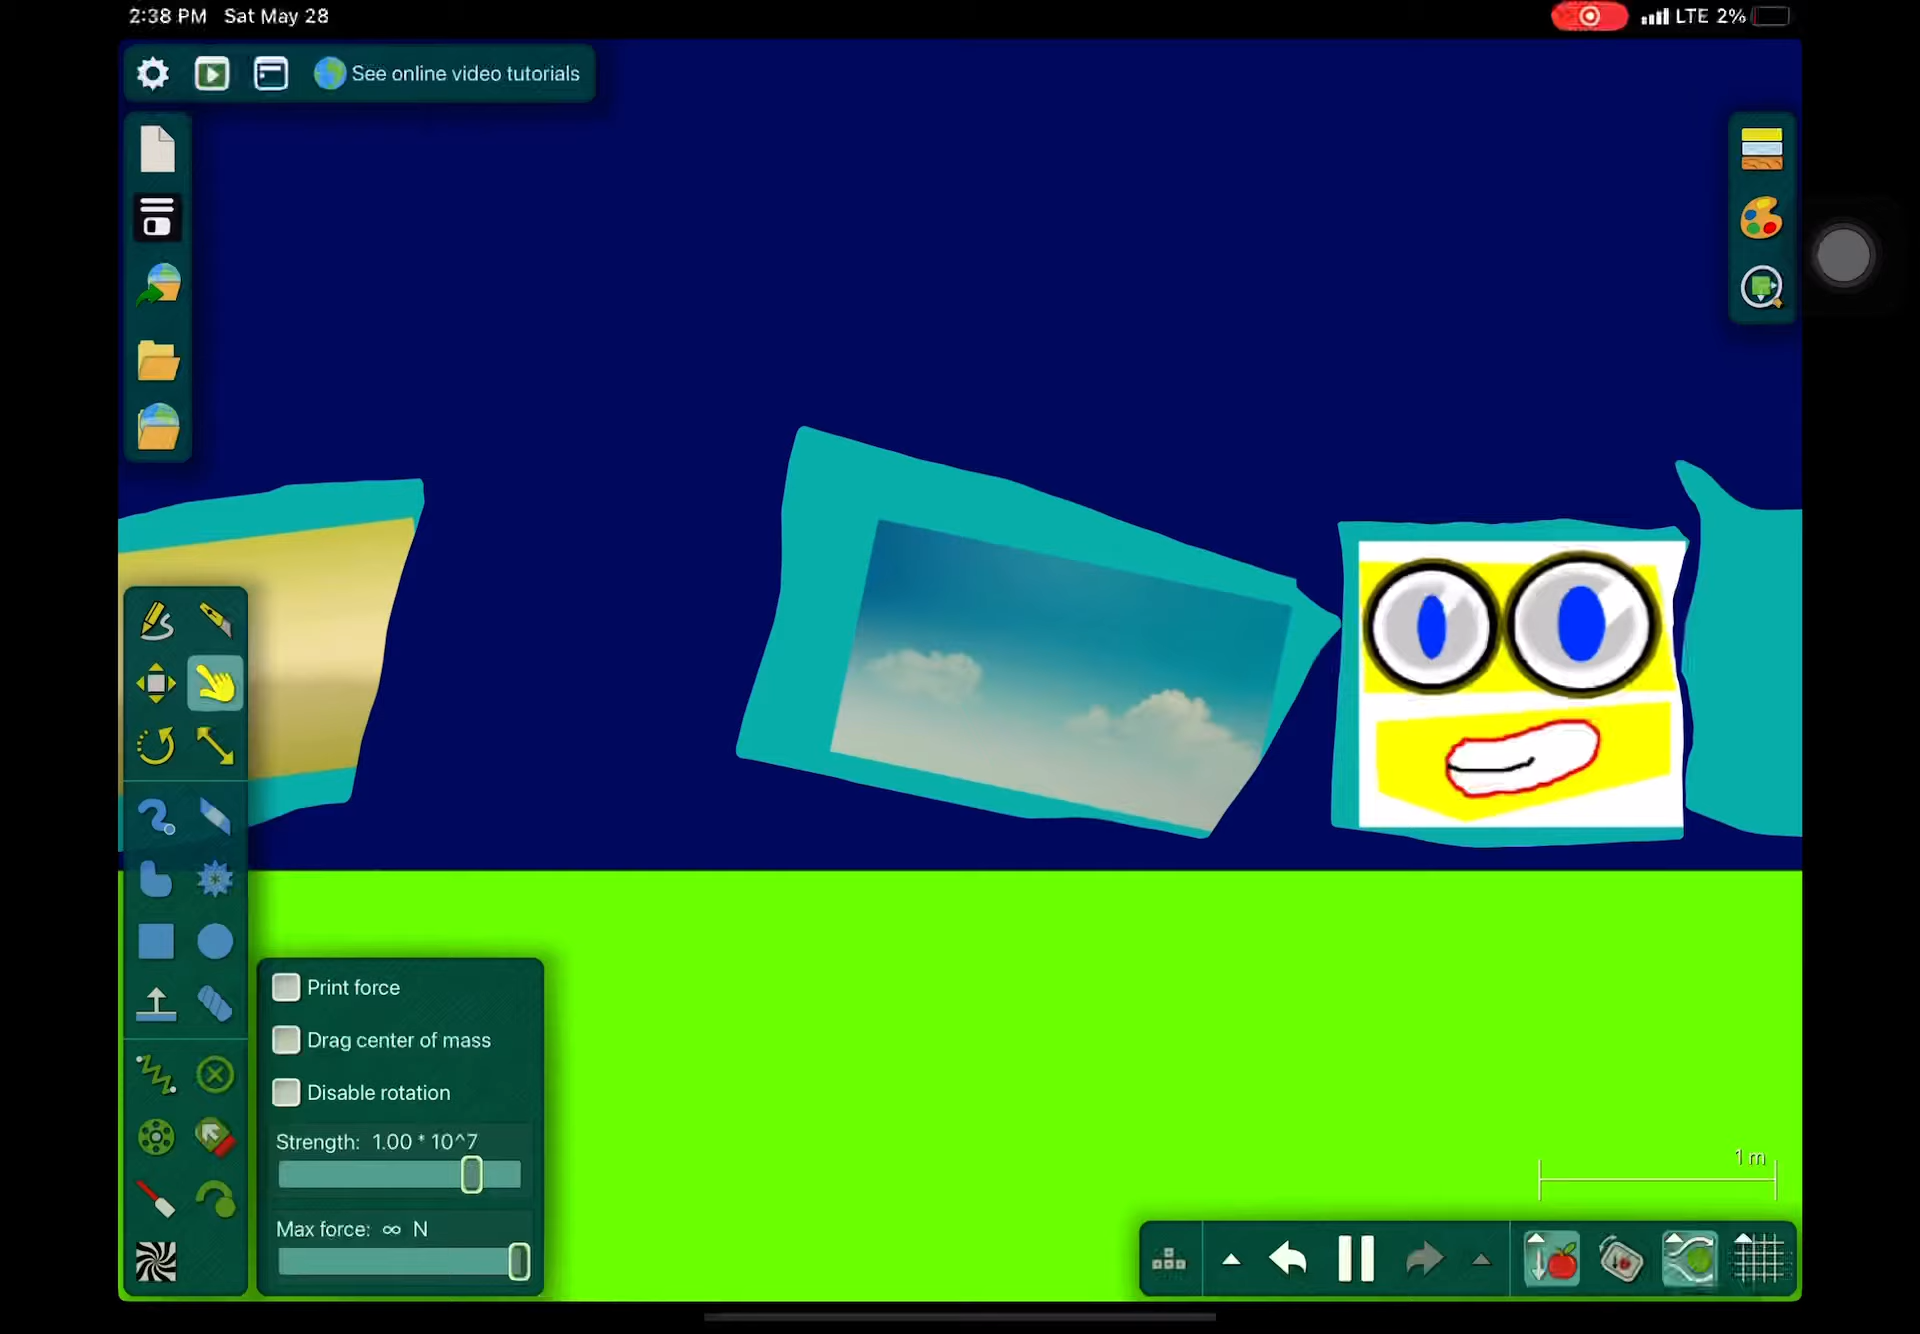 2:38 PM Sat May 28
LTE 2%
See online video tutorials
Print force
Drag center of mass
Disable rotation
Strength: 1.00 * 10^7
Max force: ∞ N
1 m